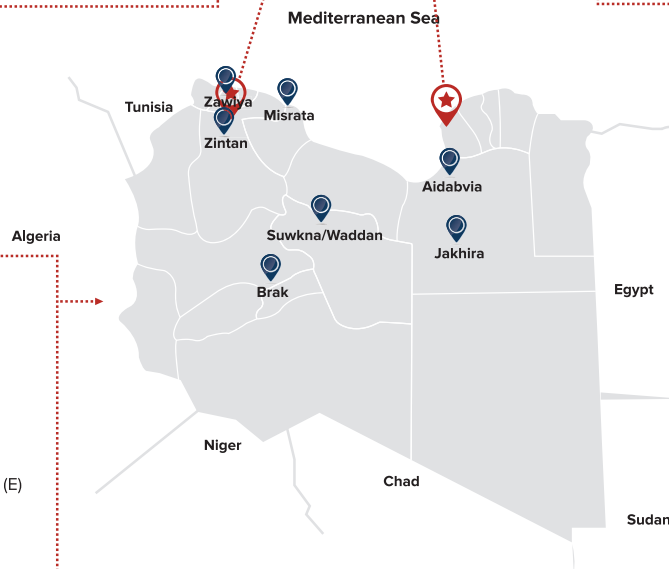 Mediterranean Sea
Tunisia
Zawiya
Misrata
Zintan
Aidabvia
Algeria
Suwkna/Waddan
Jakhira
Brak
Egypt
Niger
Chad
(E)
Sudan